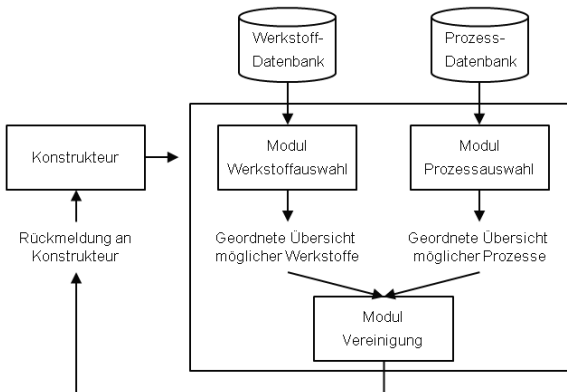 Werkstoff-
Datenbank
Prozess-
Datenbank
Konstrukteur
Modul
Werkstoffauswahl
Modul
Prozessauswahl
Rückmeldung an
Konstrukteur
Geordnete Übersicht
möglicher Werkstoffe
Geordnete Übersicht
möglicher Prozesse
Modul
Vereinigung